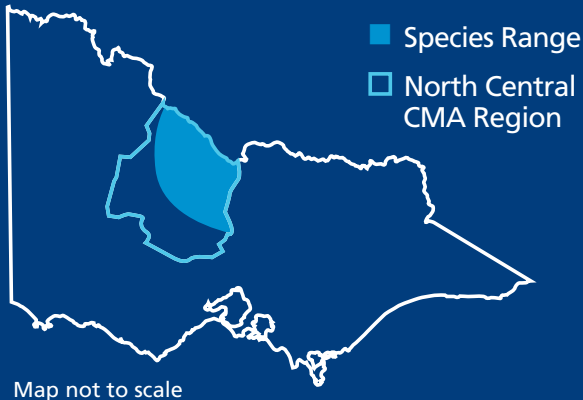 Species Range
North Central
CMA Region
Map not to scale